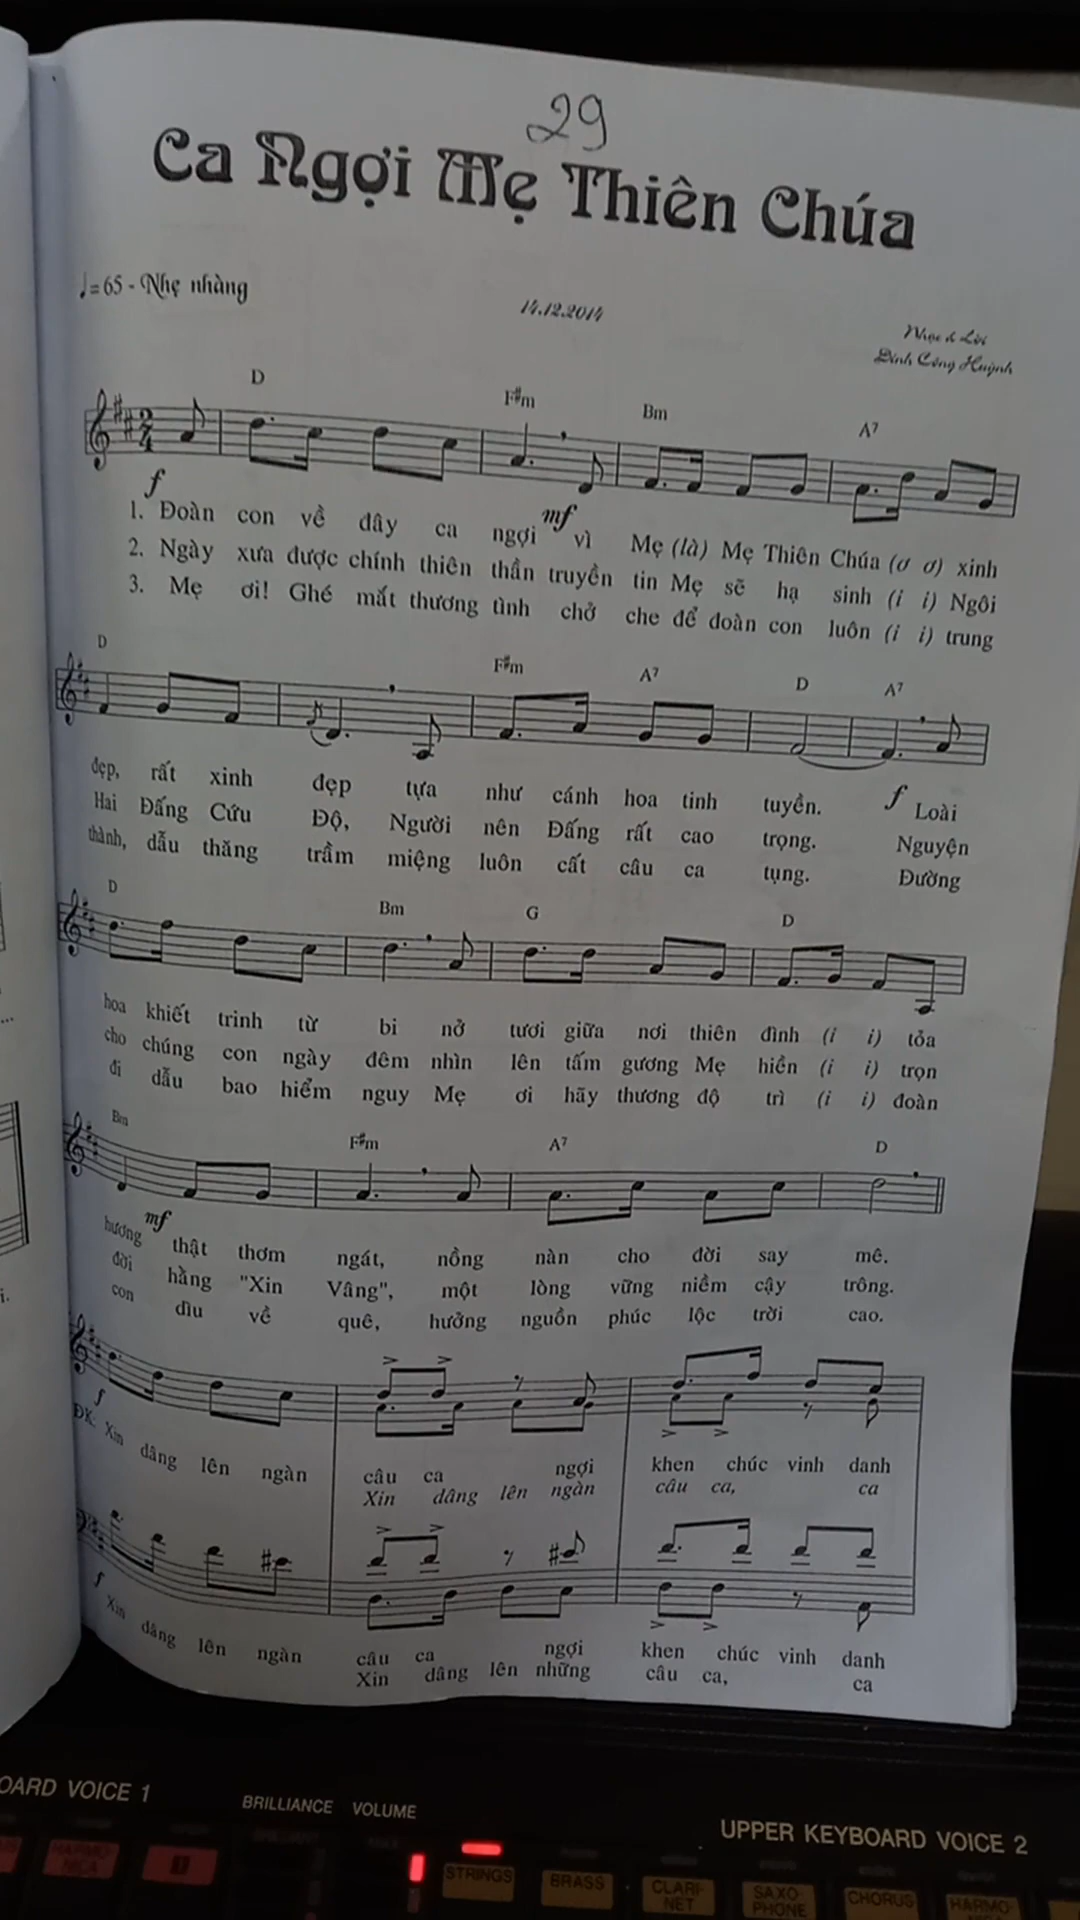 29
Ca Ngợi Mẹ Thiên Chúa
♩=65 - Nhẹ nhàng
14.12.2014
Nhạc & Lời
Đinh Công Huỳnh
D F#m Bm A7
2/4
f mf
1. Đoàn con về đây ca ngợi vì Mẹ (là) Mẹ Thiên Chúa (ơ ơ) xinh
2. Ngày xưa được chính thiên thần truyền tin Mẹ sẽ hạ sinh (i i) Ngôi
3. Mẹ ơi! Ghé mắt thương tình chở che để đoàn con luôn (i i) trung
D F#m A7 D A7
đẹp, rất xinh đẹp tựa như cánh hoa tinh tuyền. f Loài
Hai Đấng Cứu Độ, Người nên Đấng rất cao trọng. Nguyện
thành, dẫu thăng trầm miệng luôn cất câu ca tụng. Đường
D Bm G D
hoa khiết trinh từ bi nở tươi giữa nơi thiên đình (i i) tỏa
cho chúng con ngày đêm nhìn lên tấm gương Mẹ hiền (i i) trọn
đi dẫu bao hiểm nguy Mẹ ơi hãy thương độ trì (i i) đoàn
Bm F#m A7 D
mf
hương thật thơm ngát, nồng nàn cho đời say mê.
đời hằng "Xin Vâng", một lòng vững niềm cậy trông.
con dìu về quê, hưởng nguồn phúc lộc trời cao.
f
ĐK: Xin dâng lên ngàn câu ca ngợi khen chúc vinh danh
Xin dâng lên ngàn câu ca, ca
f
Xin dâng lên ngàn câu ca ngợi khen chúc vinh danh
Xin dâng lên những câu ca, ca
OARD VOICE 1
BRILLIANCE VOLUME
UPPER KEYBOARD VOICE 2
HARMO-
NICA
1
STRINGS
BRASS
CLARI-
NET
SAXO-
PHONE
CHORUS
HARMO-